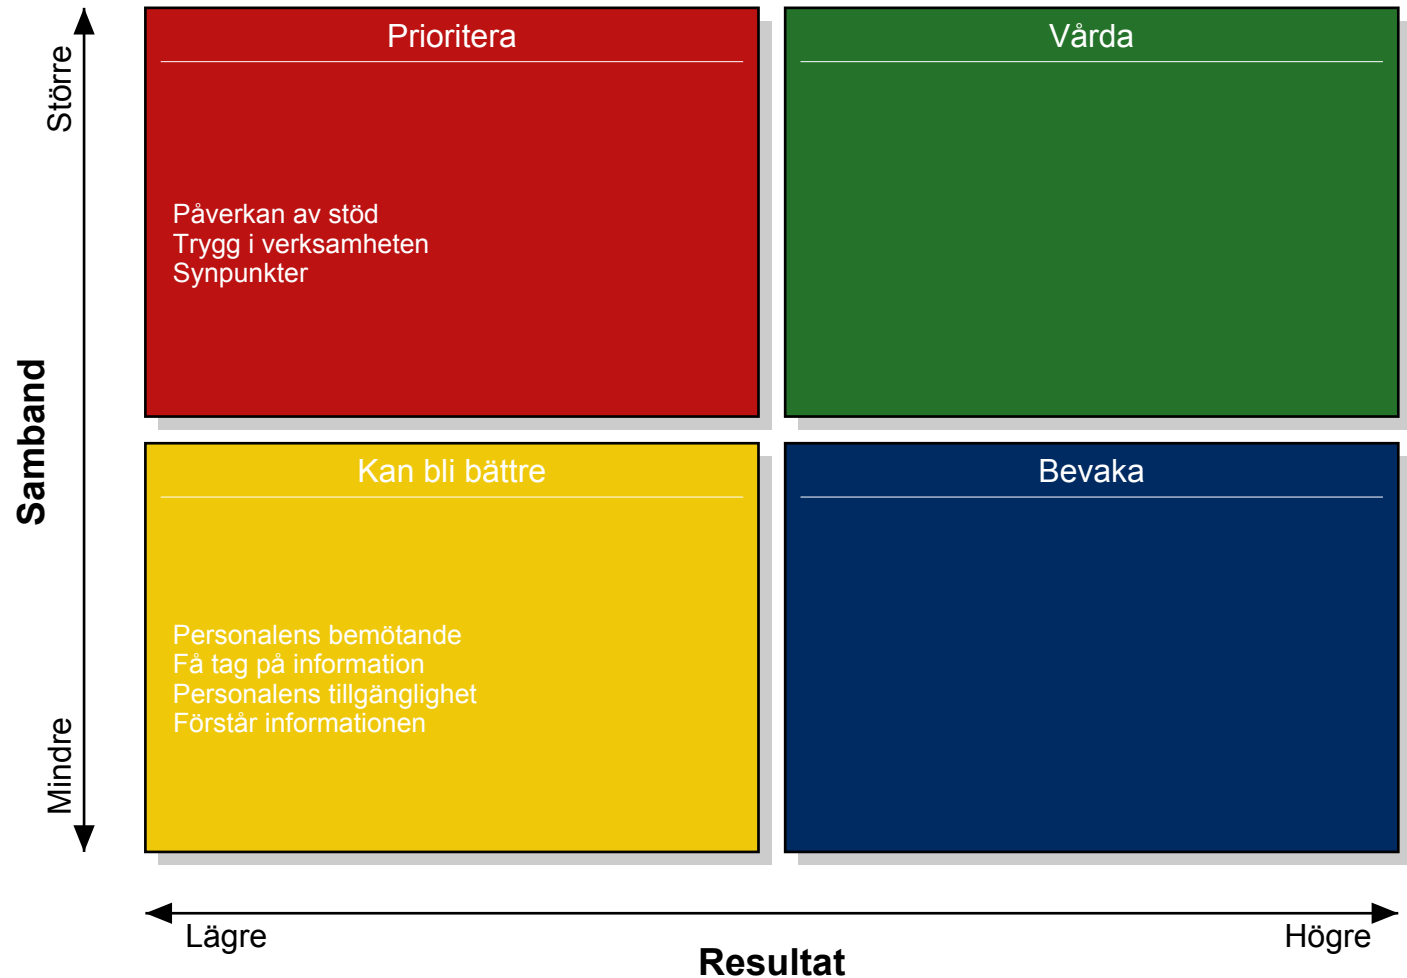 Större
Samband
Mindre
Prioritera
Påverkan av stöd
Trygg i verksamheten
Synpunkter
Vårda
Kan bli bättre
Personalens bemötande
Få tag på information
Personalens tillgänglighet
Förstår informationen
Bevaka
Lägre
Resultat
Högre